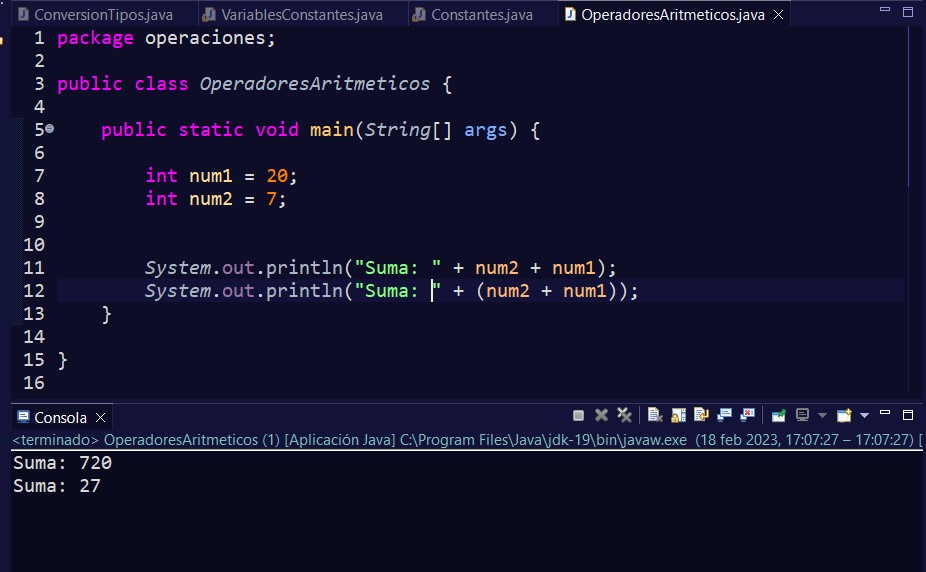 ConversionTipos.java VariablesConstantes.java Constantes.java OperadoresAritmeticos.java
1 package operaciones;
2
3 public class OperadoresAritmeticos {
4
5 public static void main(String[] args) {
6
7 int num1 = 20;
8 int num2 = 7;
9
10
11 System.out.println("Suma: " + num2 + num1);
12 System.out.println("Suma: " + (num2 + num1));
13 }
14
15 }
16
Consola
<terminado> OperadoresAritmeticos (1) [Aplicación Java] C:\Program Files\Java\jdk-19\bin\javaw.exe (18 feb 2023, 17:07:27 – 17:07:27) [
Suma: 720
Suma: 27